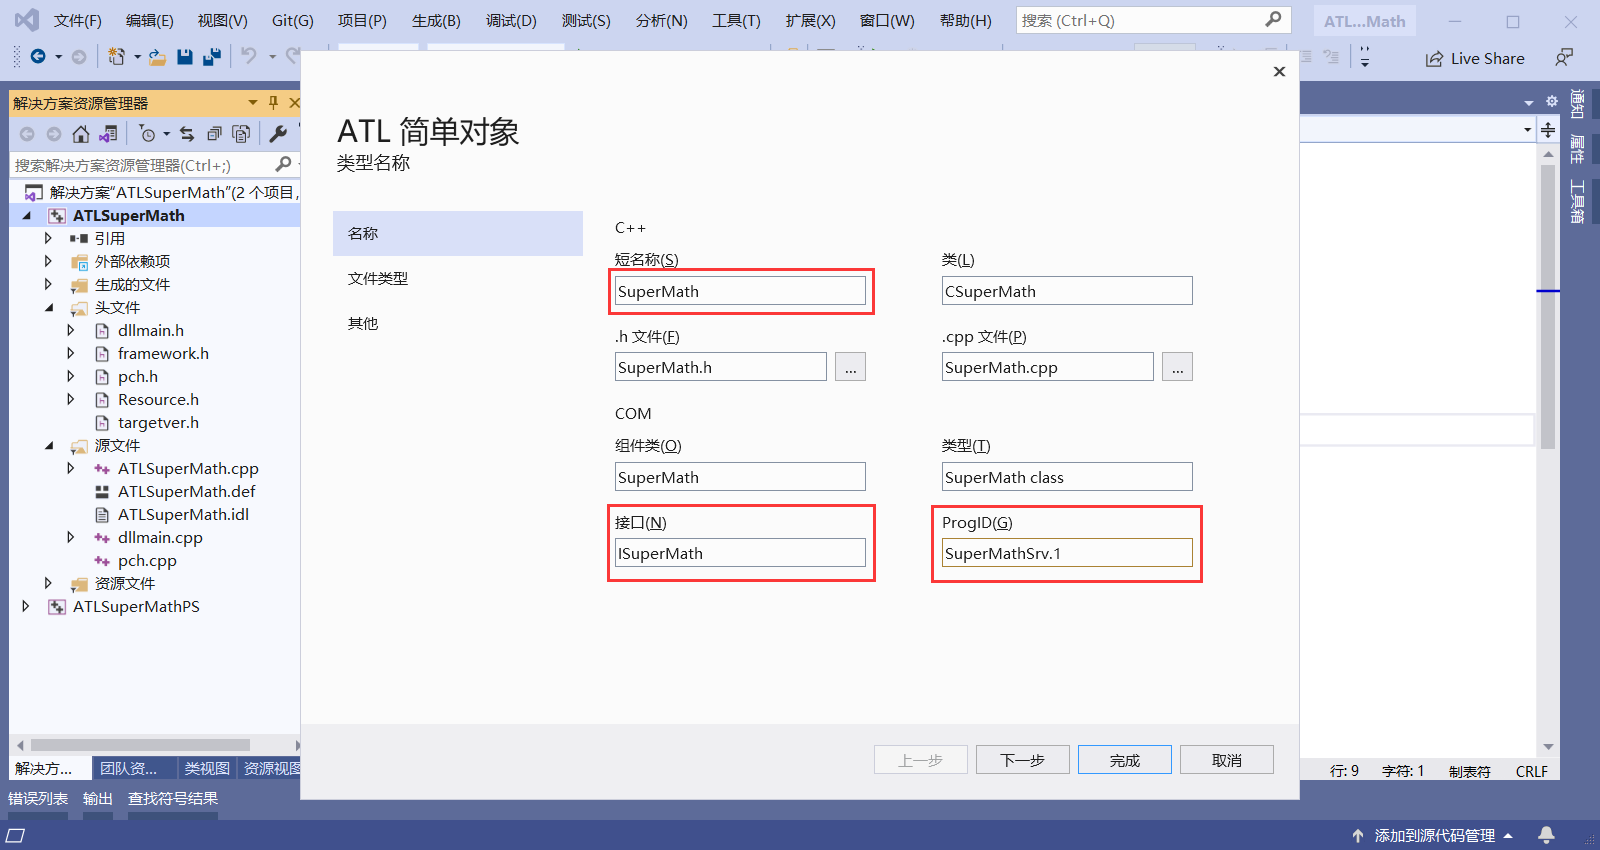 文件(F) 编辑(E) 视图(V) Git(G) 项目(P) 生成(B) 调试(D) 测试(S) 分析(N) 工具(T) 扩展(X) 窗口(W) 帮助(H) 搜索 (Ctrl+Q) ATL...Math
Live Share
解决方案资源管理器
搜索解决方案资源管理器(Ctrl+;)
解决方案"ATLSuperMath"(2 个项目,
ATLSuperMath
引用
外部依赖项
生成的文件
头文件
dllmain.h
framework.h
pch.h
Resource.h
targetver.h
源文件
ATLSuperMath.cpp
ATLSuperMath.def
ATLSuperMath.idl
dllmain.cpp
pch.cpp
资源文件
ATLSuperMathPS
解决方... 团队资... 类视图 资源视图
ATL 简单对象
类型名称
名称
文件类型
其他
C++
短名称(S) 类(L)
SuperMath CSuperMath
.h 文件(F) .cpp 文件(P)
SuperMath.h ... SuperMath.cpp ...
COM
组件类(O) 类型(T)
SuperMath SuperMath class
接口(N) ProgID(G)
ISuperMath SuperMathSrv.1
上一步 下一步 完成 取消
通知
属性
工具箱
行: 9 字符: 1 制表符 CRLF
错误列表 输出 查找符号结果
添加到源代码管理